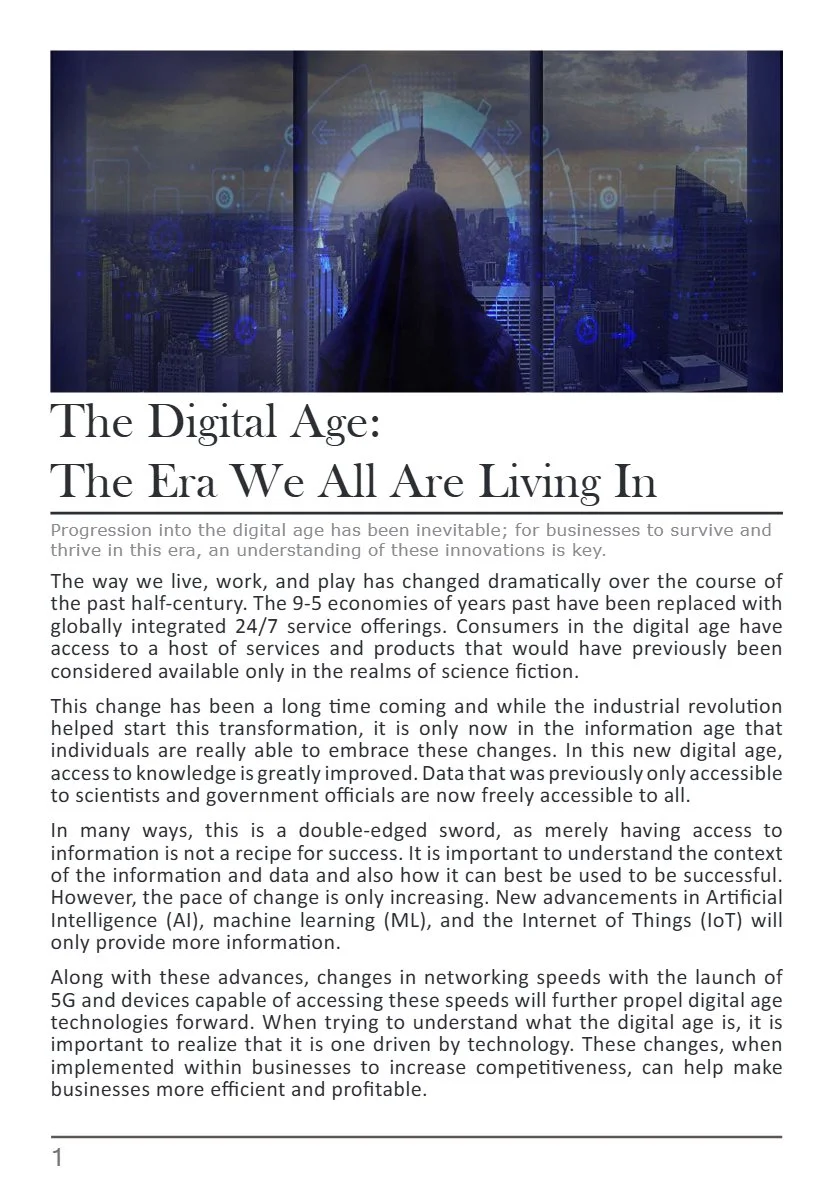 The Digital Age:
The Era We All Are Living In
Progression into the digital age has been inevitable; for businesses to survive and
thrive in this era, an understanding of these innovations is key.
The way we live, work, and play has changed dramatically over the course of
the past half-century. The 9-5 economies of years past have been replaced with
globally integrated 24/7 service offerings. Consumers in the digital age have
access to a host of services and products that would have previously been
considered available only in the realms of science fiction.
This change has been a long time coming and while the industrial revolution
helped start this transformation, it is only now in the information age that
individuals are really able to embrace these changes. In this new digital age,
access to knowledge is greatly improved. Data that was previously only accessible
to scientists and government officials are now freely accessible to all.
In many ways, this is a double-edged sword, as merely having access to
information is not a recipe for success. It is important to understand the context
of the information and data and also how it can best be used to be successful.
However, the pace of change is only increasing. New advancements in Artificial
Intelligence (AI), machine learning (ML), and the Internet of Things (IoT) will
only provide more information.
Along with these advances, changes in networking speeds with the launch of
5G and devices capable of accessing these speeds will further propel digital age
technologies forward. When trying to understand what the digital age is, it is
important to realize that it is one driven by technology. These changes, when
implemented within businesses to increase competitiveness, can help make
businesses more efficient and profitable.
1